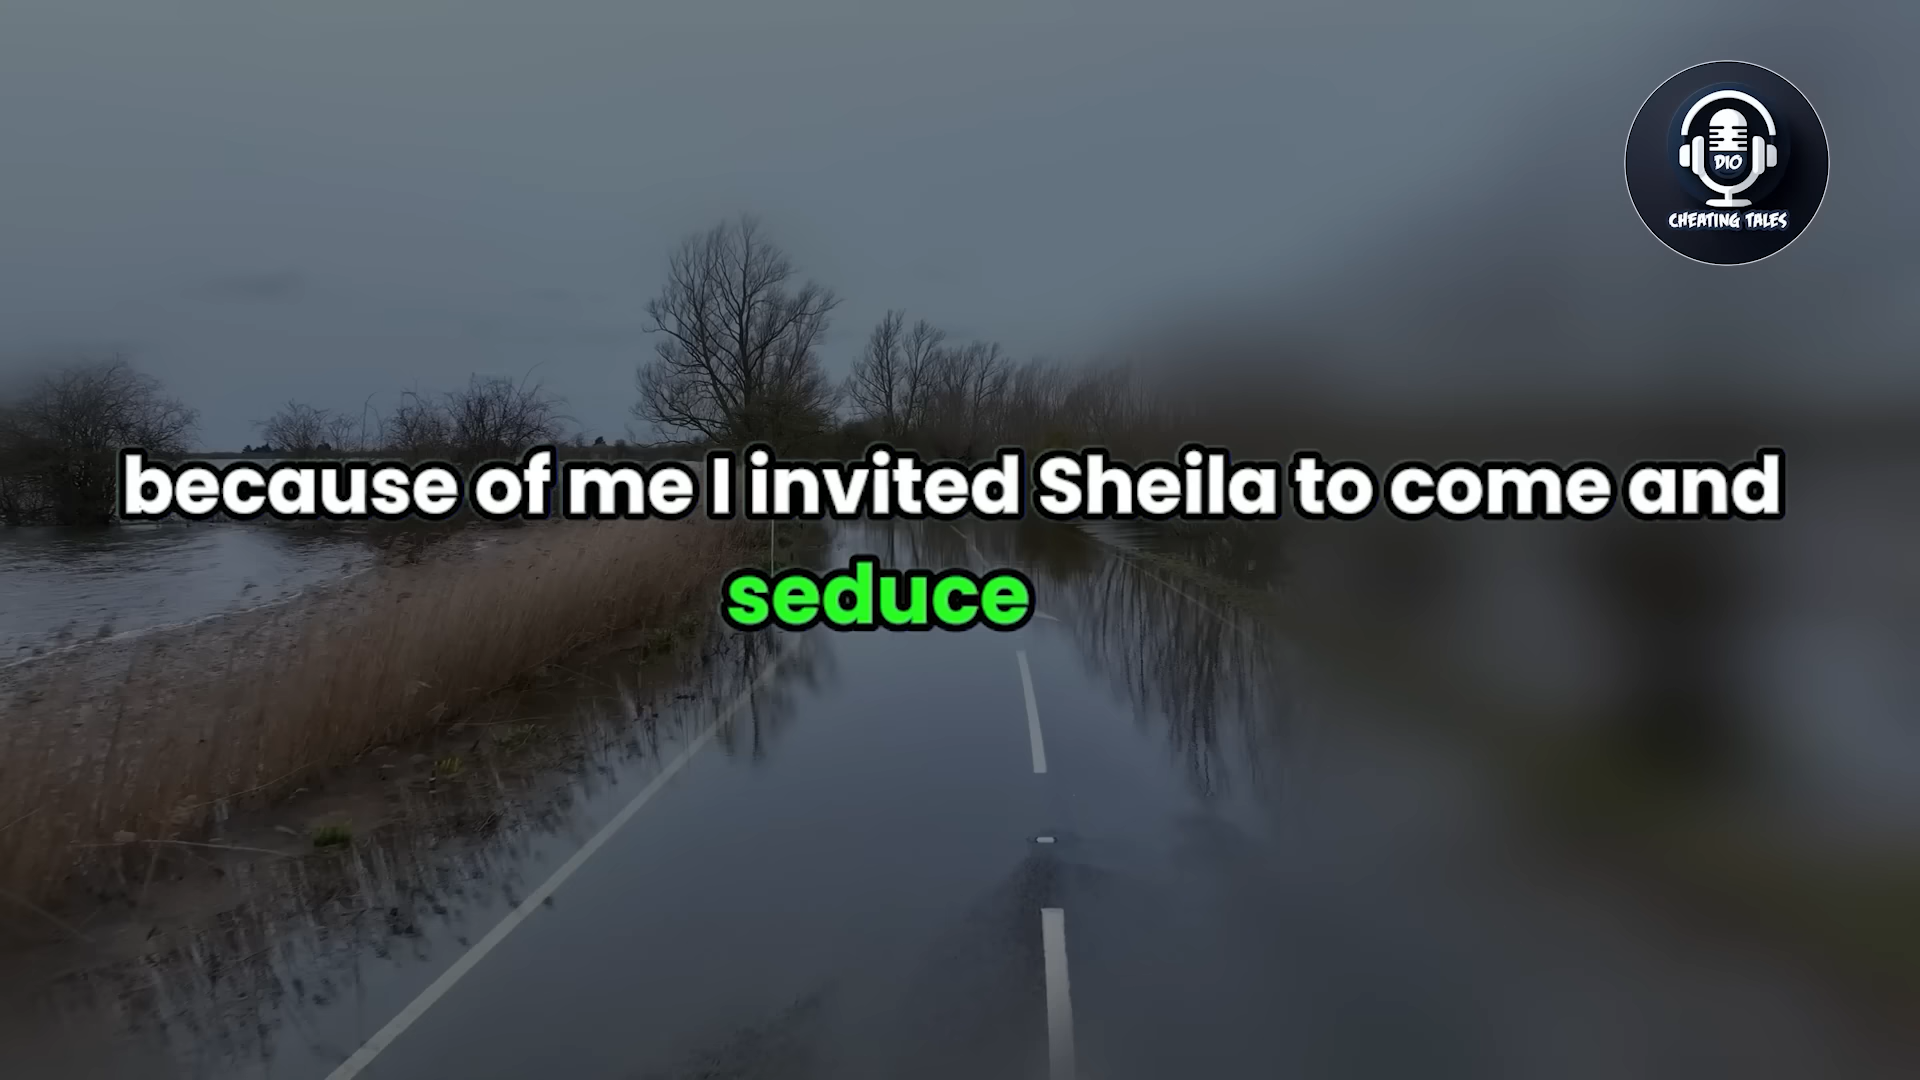 DIO
CHEATING TALES
because of me I invited Sheila to come and
seduce